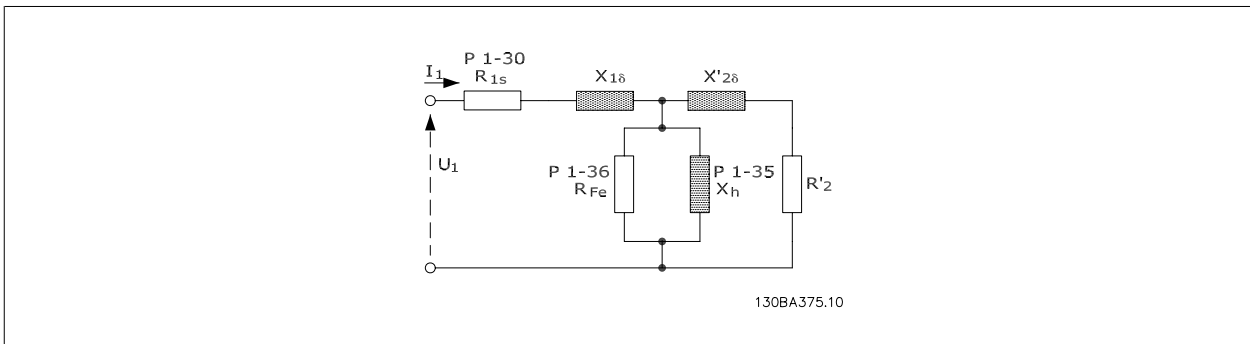 P 1-30
I1
R1s
X1δ
X'2δ
U1
P 1-36
RFe
P 1-35
Xh
R'2
130BA375.10